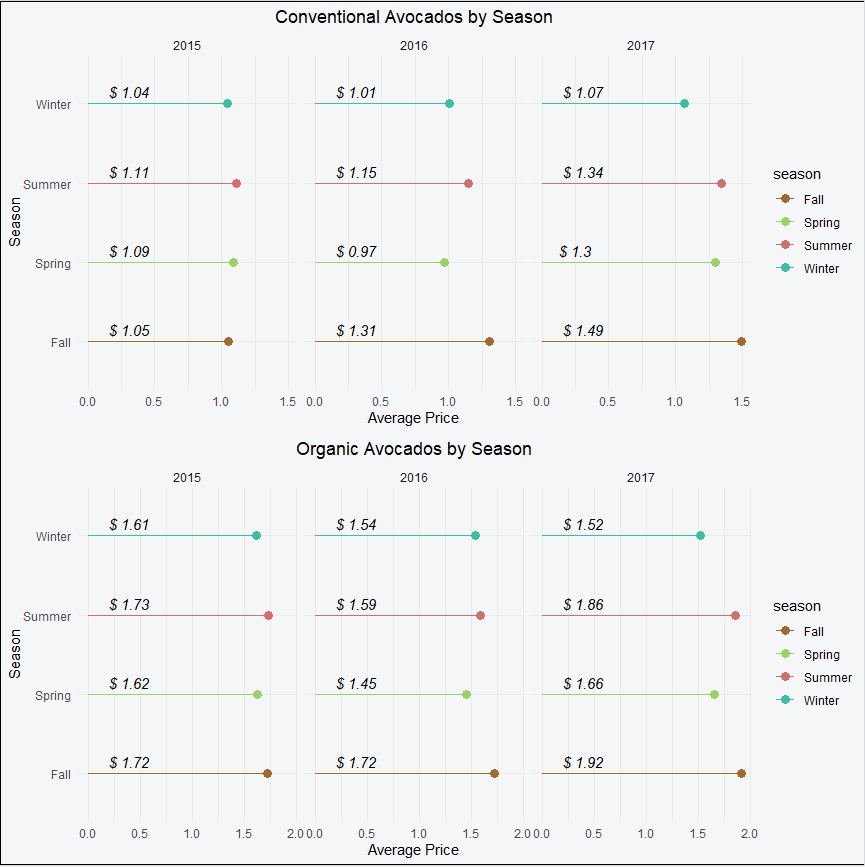 Conventional Avocados by Season
2015 2016 2017
Winter $ 1.04 $ 1.01 $ 1.07
Summer $ 1.11 $ 1.15 $ 1.34
Spring $ 1.09 $ 0.97 $ 1.3
Fall $ 1.05 $ 1.31 $ 1.49
Season
0.0 0.5 1.0 1.5 0.0 0.5 1.0 1.5 0.0 0.5 1.0 1.5
Average Price
season
Fall
Spring
Summer
Winter
Organic Avocados by Season
2015 2016 2017
Winter $ 1.61 $ 1.54 $ 1.52
Summer $ 1.73 $ 1.59 $ 1.86
Spring $ 1.62 $ 1.45 $ 1.66
Fall $ 1.72 $ 1.72 $ 1.92
Season
0.0 0.5 1.0 1.5 2.0 0.0 0.5 1.0 1.5 2.0 0.0 0.5 1.0 1.5 2.0
Average Price
season
Fall
Spring
Summer
Winter